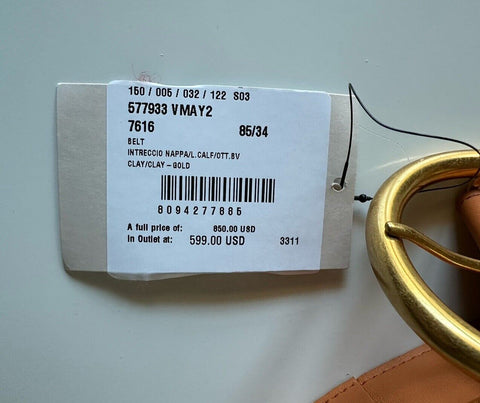 150 / 005 / 032 / 122 S03
577933 VMAY2
7616 85/34
BELT
INTRECCIO NAPPA/L.CALF/OTT.BV
CLAY/CLAY-GOLD
8094277885
A full price of: 850.00 USD
In Outlet at: 599.00 USD 3311